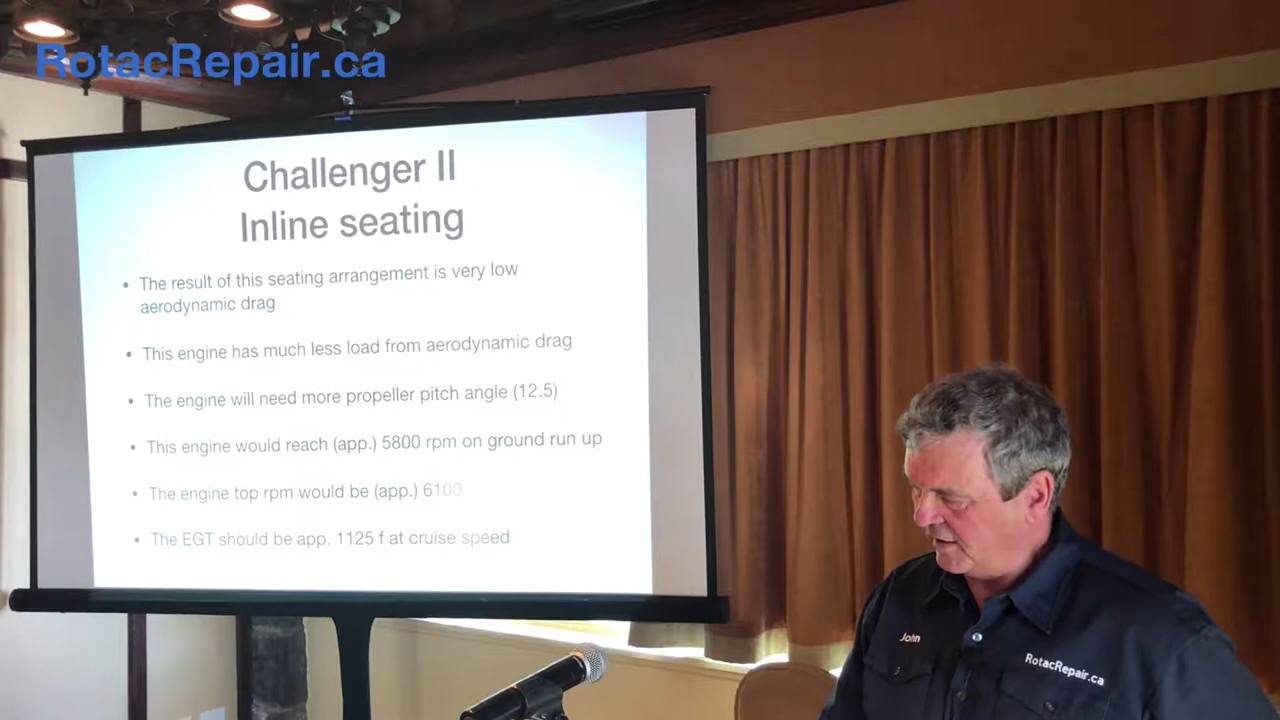 RotacRepair.ca
Challenger II
Inline seating
• The result of this seating arrangement is very low
aerodynamic drag
• This engine has much less load from aerodynamic drag
• The engine will need more propeller pitch angle (12.5)
• This engine would reach (app.) 5800 rpm on ground run up
• The engine top rpm would be (app.) 6100
• The EGT should be app. 1125 f at cruise speed
John
RotacRepair.ca